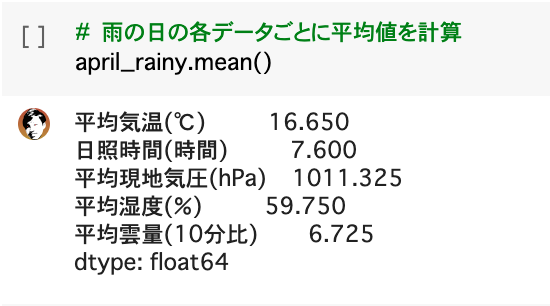 [ ] # 雨の日の各データごとに平均値を計算
april_rainy.mean()
平均気温(℃) 16.650
日照時間(時間) 7.600
平均現地気圧(hPa) 1011.325
平均湿度(%) 59.750
平均雲量(10分比) 6.725
dtype: float64